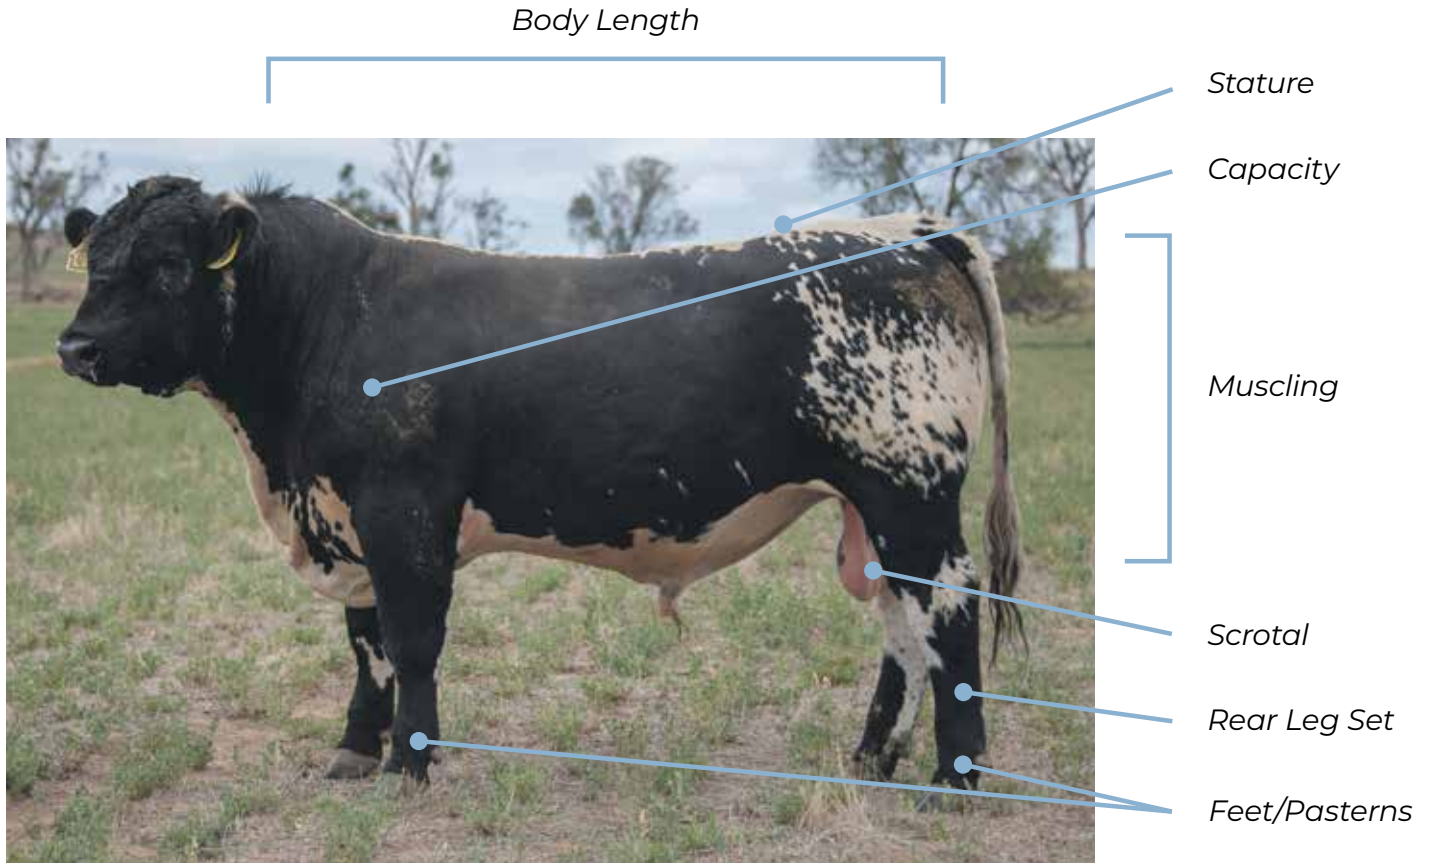 Body Length
Stature
Capacity
Muscling
Scrotal
Rear Leg Set
Feet/Pasterns